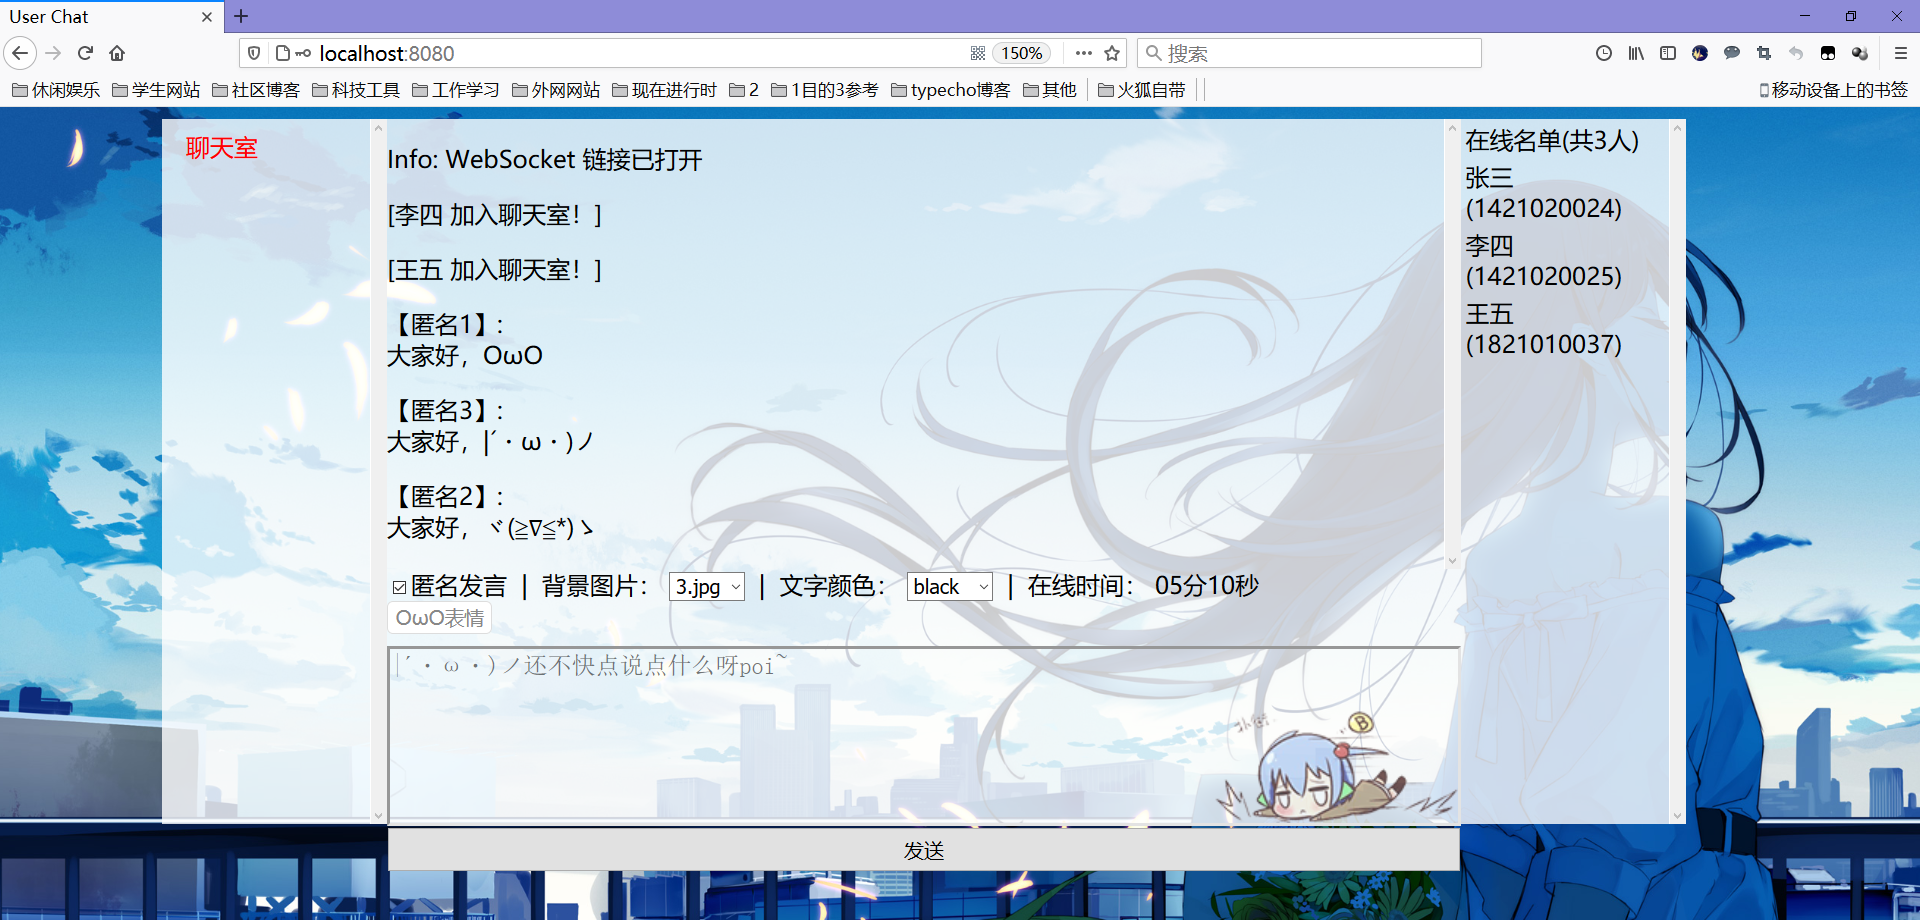 User Chat
localhost:8080
150%
搜索
休闲娱乐
学生网站
社区博客
科技工具
工作学习
外网网站
现在进行时
2
1目的3参考
typecho博客
其他
火狐自带
移动设备上的书签
聊天室
Info: WebSocket 链接已打开
[李四 加入聊天室！]
[王五 加入聊天室！]
【匿名1】：
大家好，OωO
【匿名3】：
大家好，|´・ω・)ノ
【匿名2】：
大家好，ヾ(≧∇≦*)ゝ
匿名发言 | 背景图片： 3.jpg | 文字颜色： black | 在线时间： 05分10秒
OωO表情
|´・ω・)ノ还不快点说点什么呀poi~
B
发送
在线名单(共3人)
张三
(1421020024)
李四
(1421020025)
王五
(1821010037)